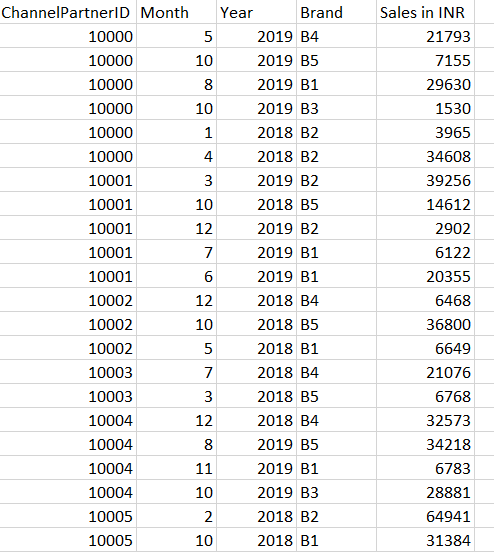 ChannelPartnerID Month Year Brand Sales in INR
10000 5 2019 B4 21793
10000 10 2019 B5 7155
10000 8 2019 B1 29630
10000 10 2019 B3 1530
10000 1 2018 B2 3965
10000 4 2018 B2 34608
10001 3 2019 B2 39256
10001 10 2018 B5 14612
10001 12 2019 B2 2902
10001 7 2019 B1 6122
10001 6 2019 B1 20355
10002 12 2018 B4 6468
10002 10 2018 B5 36800
10002 5 2018 B1 6649
10003 7 2018 B4 21076
10003 3 2018 B5 6768
10004 12 2018 B4 32573
10004 8 2019 B5 34218
10004 11 2019 B1 6783
10004 10 2019 B3 28881
10005 2 2018 B2 64941
10005 10 2018 B1 31384